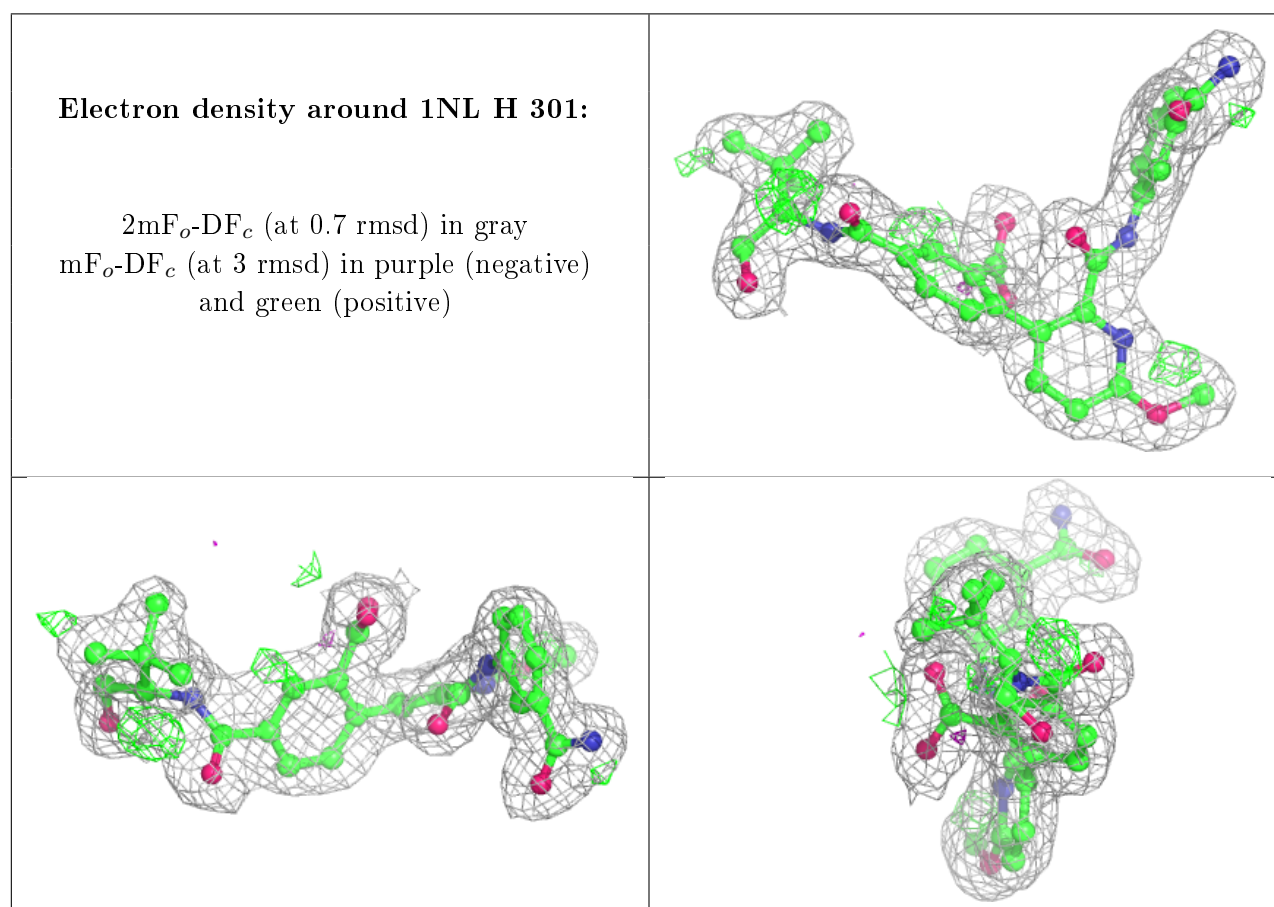 Electron density around 1NL H 301:
2mFo-DFc (at 0.7 rmsd) in gray
mFo-DFc (at 3 rmsd) in purple (negative)
and green (positive)